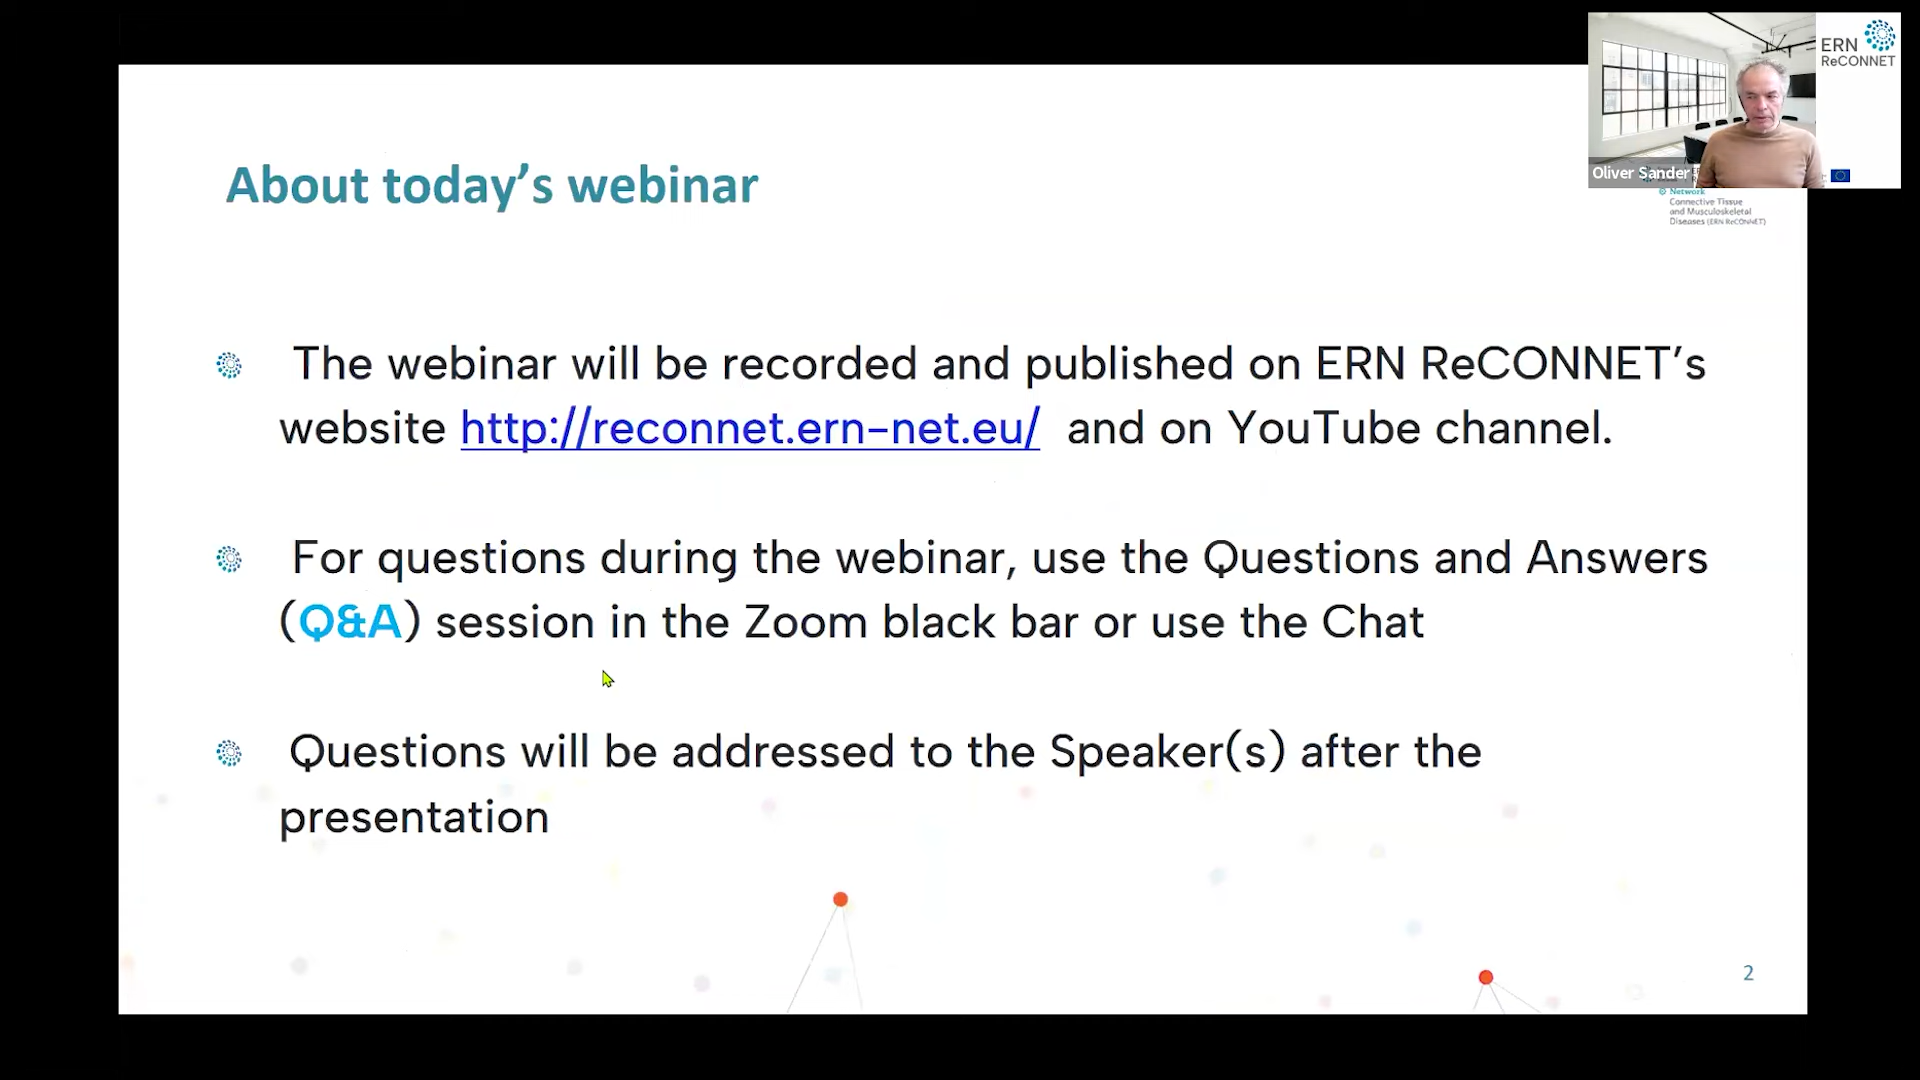 ERN
ReCONNET
Oliver Sander
Network
Connective Tissue
and Musculoskeletal
Diseases (ERN ReCONNET)
About today’s webinar
The webinar will be recorded and published on ERN ReCONNET’s
website http://reconnet.ern-net.eu/ and on YouTube channel.
For questions during the webinar, use the Questions and Answers
(Q&A) session in the Zoom black bar or use the Chat
Questions will be addressed to the Speaker(s) after the
presentation
2